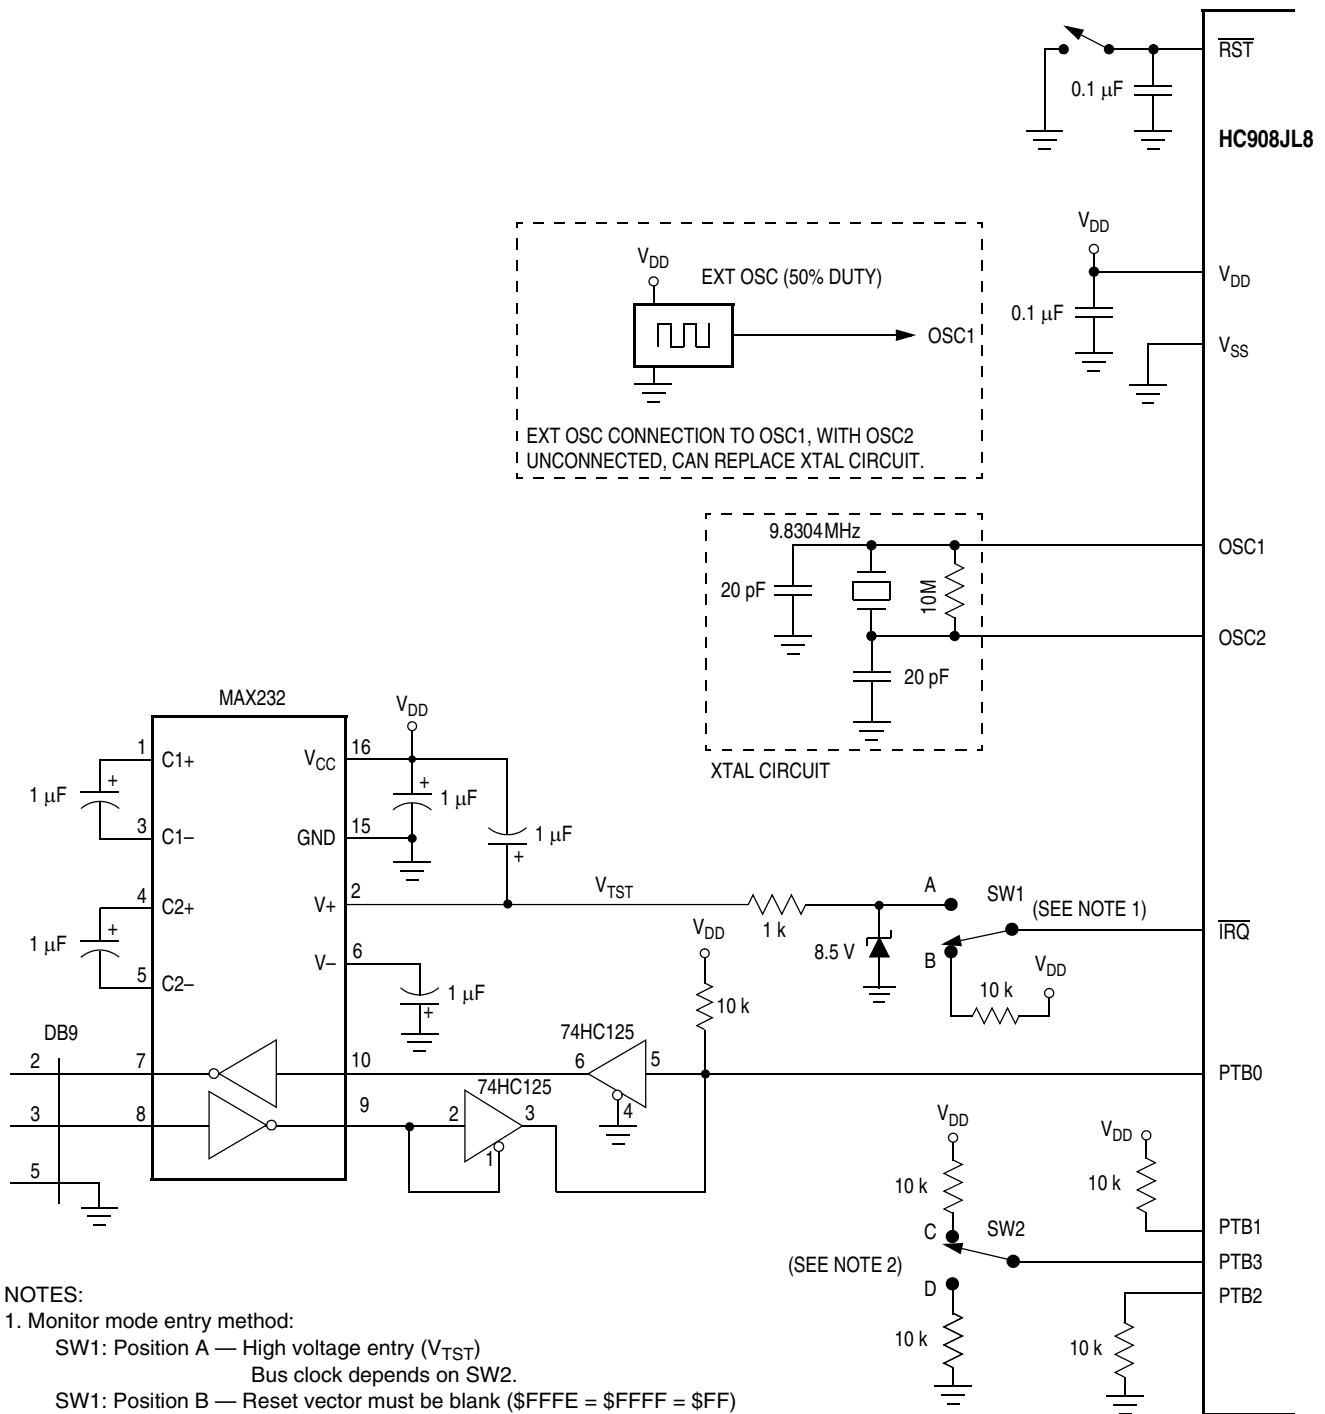 RST
0.1 µF
HC908JL8
VDD
VDD
EXT OSC (50% DUTY)
OSC1
EXT OSC CONNECTION TO OSC1, WITH OSC2
UNCONNECTED, CAN REPLACE XTAL CIRCUIT.
VDD
0.1 µF
VSS
9.8304MHz
OSC1
20 pF
10M
OSC2
20 pF
XTAL CIRCUIT
MAX232
VDD
1
C1+
VCC
16
1 µF
+
+
1 µF
3
C1–
GND
15
1 µF
+
4
C2+
V+
2
VTST
1 k
A
SW1
(SEE NOTE 1)
IRQ
1 µF
+
8.5 V
B
VDD
10 k
5
C2–
V–
6
1 µF
+
VDD
10 k
DB9
74HC125
2
7
10
6
5
4
PTB0
74HC125
3
8
9
2
3
1
5
VDD
10 k
VDD
10 k
C
SW2
PTB1
(SEE NOTE 2)
PTB3
D
PTB2
10 k
10 k
NOTES:
1. Monitor mode entry method:
SW1: Position A — High voltage entry (VTST)
Bus clock depends on SW2.
SW1: Position B — Reset vector must be blank ($FFFE = $FFFF = $FF)